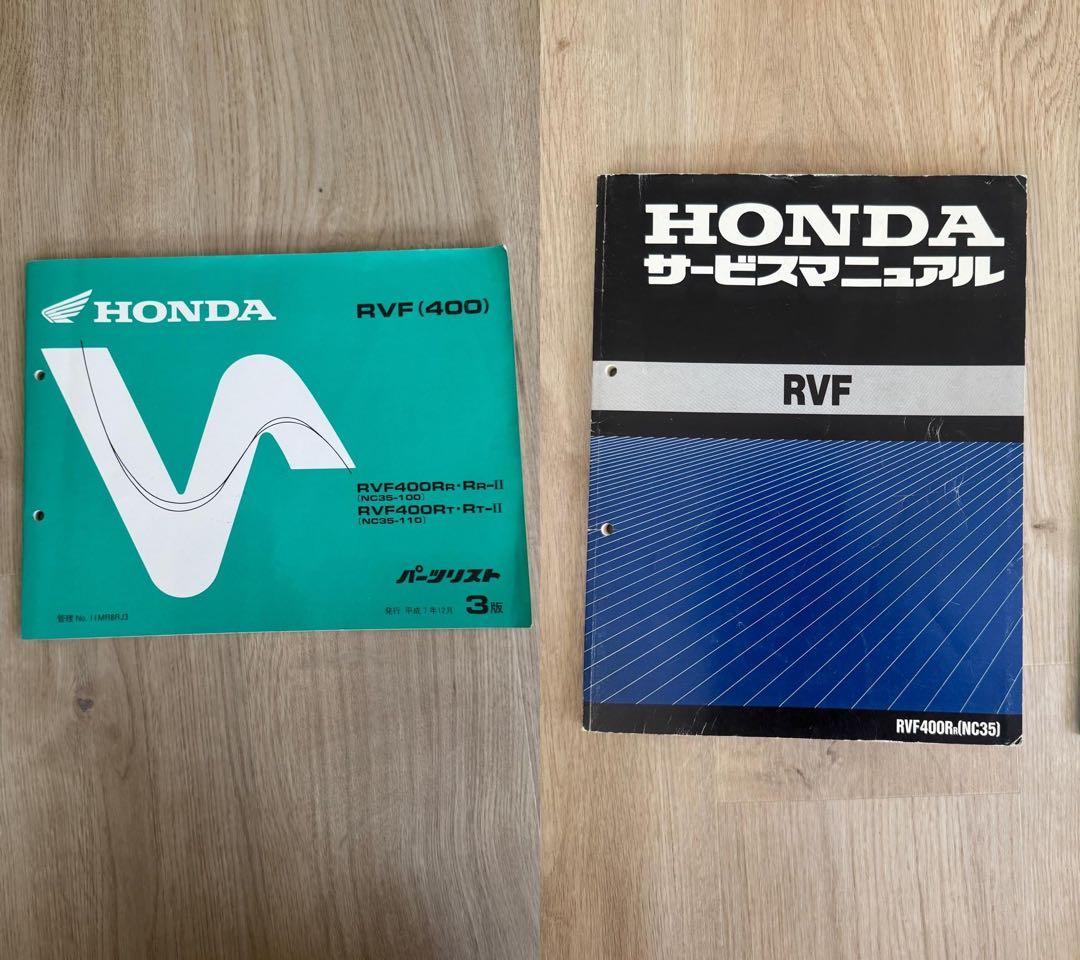 HONDA
RVF(400)
RVF400RR・RR-II
(NC35-100)
RVF400RT・RT-II
(NC35-110)
パーツリスト
管理 No. 11MR8RJ3
発行 平成7年12月 3版
HONDA
サービスマニュアル
RVF
RVF400RR(NC35)